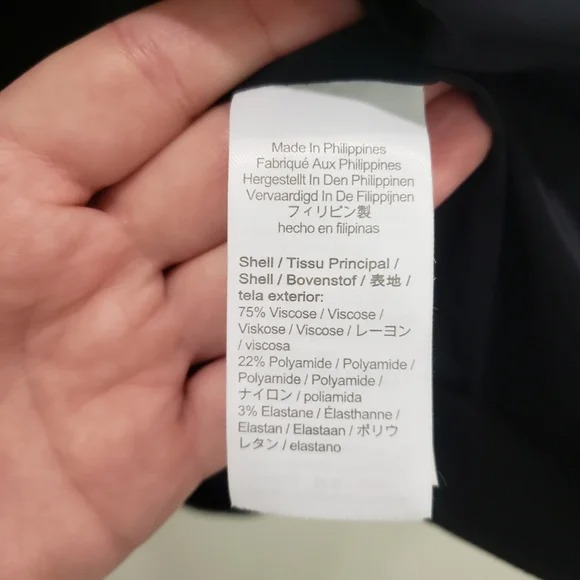 Made In Philippines
Fabriqué Aux Philippines
Hergestellt In Den Philippinen
Vervaardigd In De Filippijnen
フィリピン製
hecho en filipinas
Shell / Tissu Principal /
Shell / Bovenstof / 表地 /
tela exterior:
75% Viscose / Viscose /
Viskose / Viscose / レーヨン
/ viscosa
22% Polyamide / Polyamide /
Polyamide / Polyamide /
ナイロン / poliamida
3% Elastane / Élasthanne /
Elastan / Elastaan / ポリウ
レタン / elastano